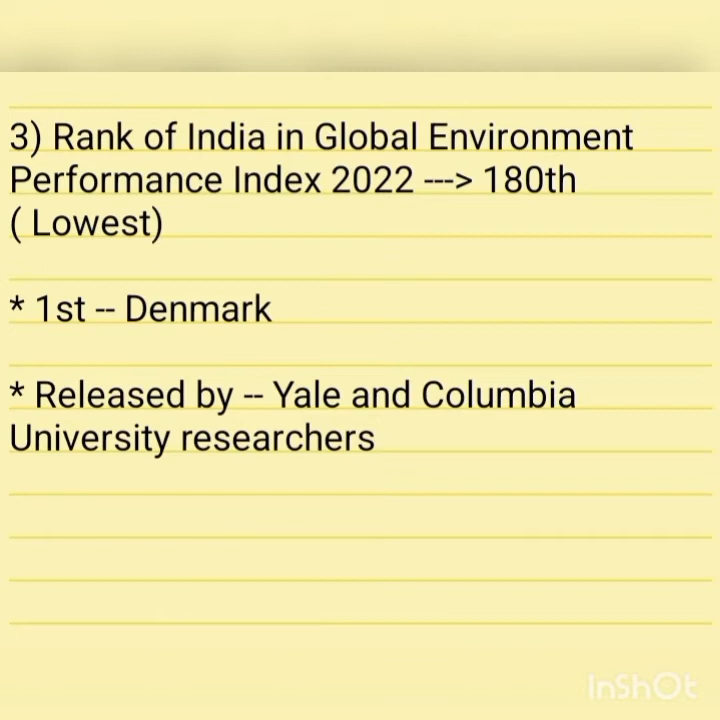 3) Rank of India in Global Environment
Performance Index 2022 ---> 180th
( Lowest)
* 1st -- Denmark
* Released by -- Yale and Columbia
University researchers
InShOt